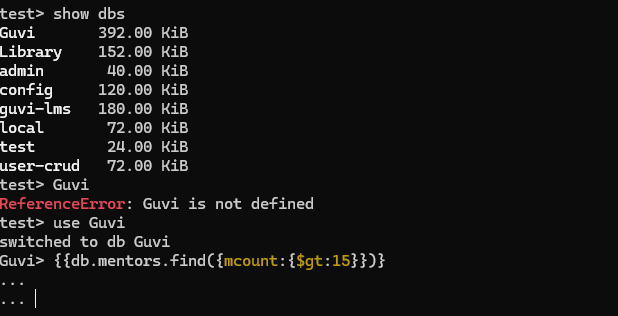 test> show dbs
Guvi       392.00 KiB
Library    152.00 KiB
admin       40.00 KiB
config     120.00 KiB
guvi-lms   180.00 KiB
local       72.00 KiB
test        24.00 KiB
user-crud   72.00 KiB
test> Guvi
ReferenceError: Guvi is not defined
test> use Guvi
switched to db Guvi
Guvi> {{db.mentors.find({mcount:{$gt:15}})}
...
...